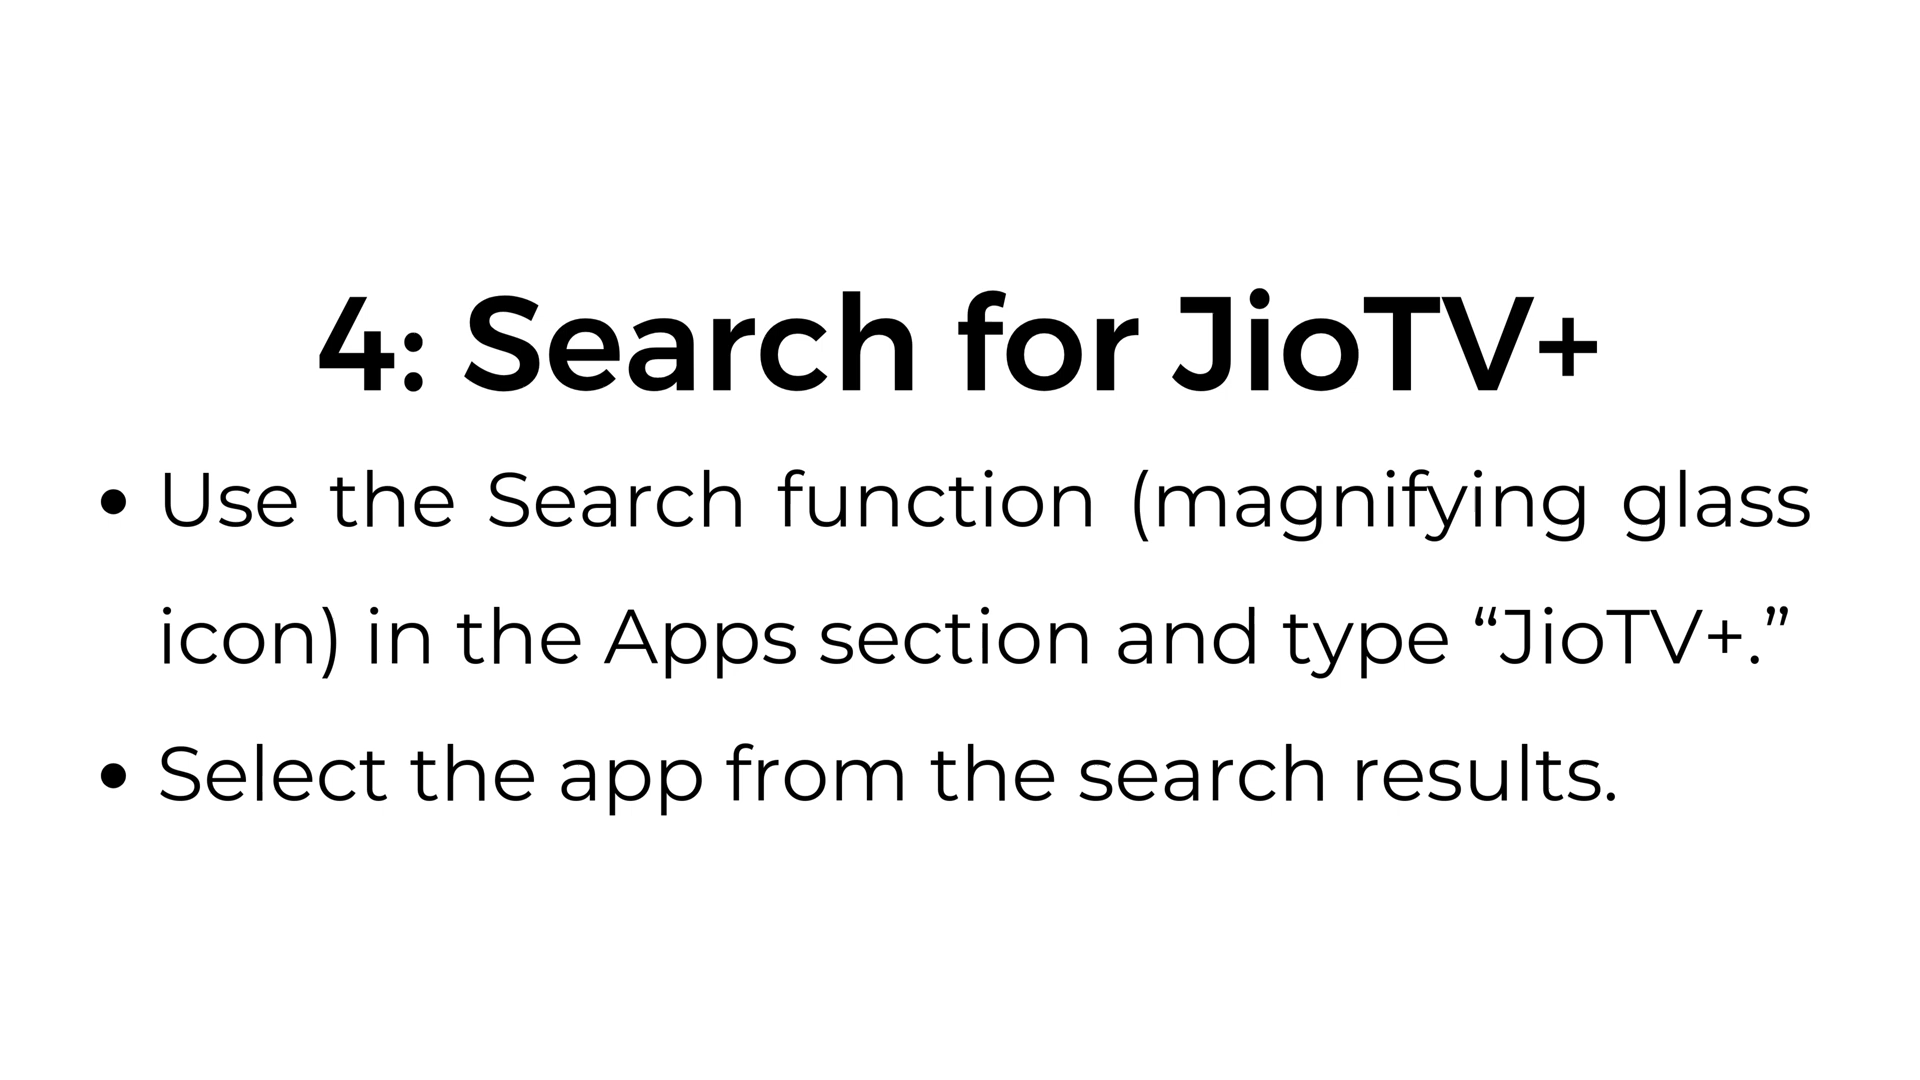 4: Search for JioTV+
• Use the Search function (magnifying glass
icon) in the Apps section and type “JioTV+.”
• Select the app from the search results.